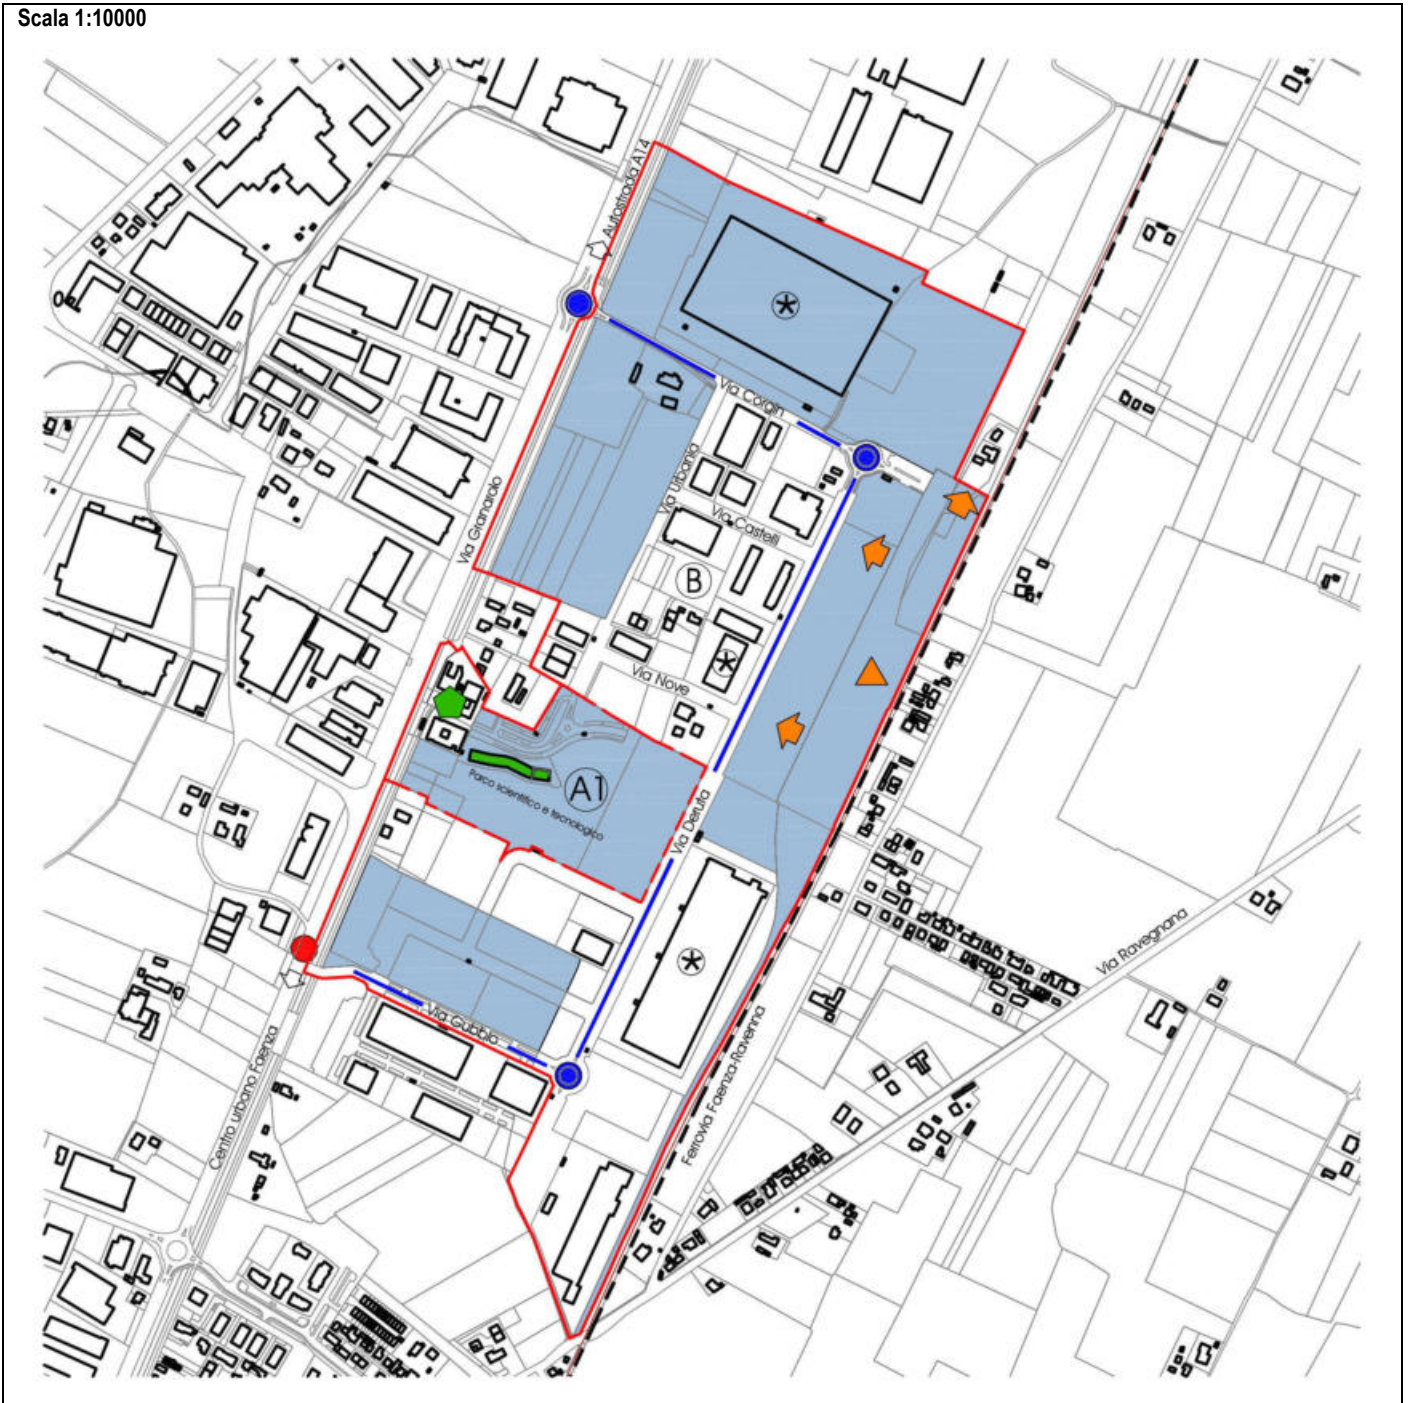 Scala 1:10000
Autostrada A14
Via Corgin
Via Urbania
Via Granarolo
Via Castelli
B
Via Nove
A1
Parco scientifico e tecnologico
Via Deruta
Via Ravegnana
Via Gubbio
Ferrovia Faenza-Ravenna
Centro urbano Faenza